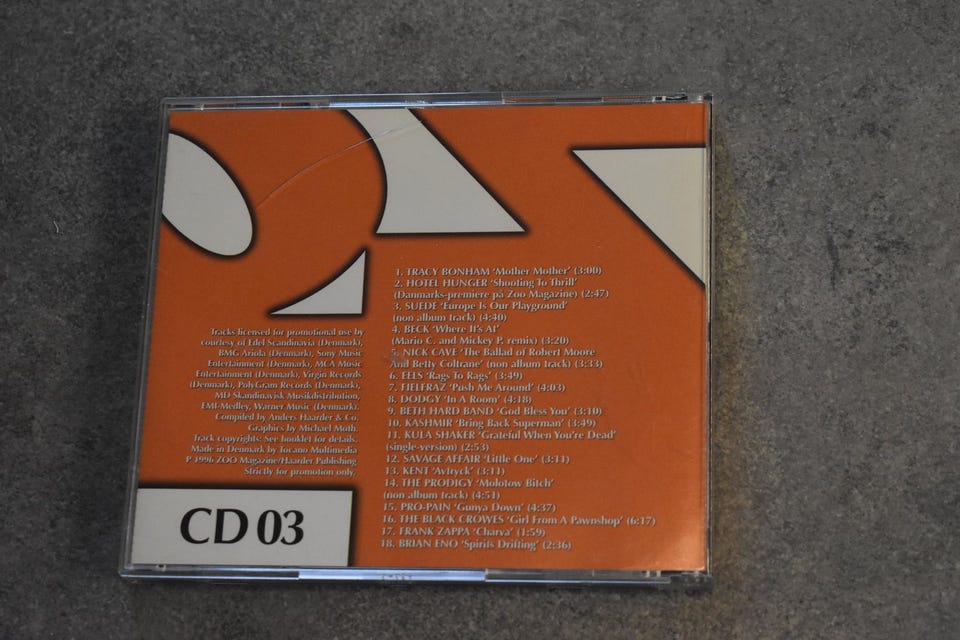 1. TRACY BONHAM 'Mother Mother' (3:00)
2. HOTEL HUNGER 'Shooting To Thrill'
(Danmarks-premiere på Zoo Magazine) (2:47)
3. SUEDE 'Europe Is Our Playground'
(non album track) (4:40)
4. BECK 'Where It's At'
(Mario C. and Mickey P. remix) (3:20)
5. NICK CAVE 'The Ballad of Robert Moore
And Betty Coltrane' (non album track) (3:33)
6. EELS 'Rags To Rags' (3:49)
7. FIELFRAZ 'Push Me Around' (4:03)
8. DODGY 'In A Room' (4:18)
9. BETH HARD BAND 'God Bless You' (3:10)
10. KASHMIR 'Bring Back Superman' (3:49)
11. KULA SHAKER 'Grateful When You're Dead'
(single-version) (2:53)
12. SAVAGE AFFAIR 'Little One' (3:11)
13. KENT 'Avtryck' (3:11)
14. THE PRODIGY 'Molotow Bitch'
(non album track) (4:51)
15. PRO-PAIN 'Gunya Down' (4:37)
16. THE BLACK CROWES 'Girl From A Pawnshop' (6:17)
17. FRANK ZAPPA 'Charva' (1:59)
18. BRIAN ENO 'Spirits Drifting' (2:36)
Tracks licensed for promotional use by
courtesy of Edel Scandinavia (Denmark),
BMG Ariola (Denmark), Sony Music
Entertainment (Denmark), MCA Music
Entertainment (Denmark), Virgin Records
(Denmark), PolyGram Records (Denmark),
MD Skandinavisk Musikdistribution,
EMI-Medley, Warner Music (Denmark).
Compiled by Anders Haarder & Co.
Graphics by Michael Moth.
Track copyrights: See booklet for details.
Made in Denmark by Tocano Multimedia
P 1996 ZOO Magazine/Haarder Publishing
Strictly for promotion only.
CD 03